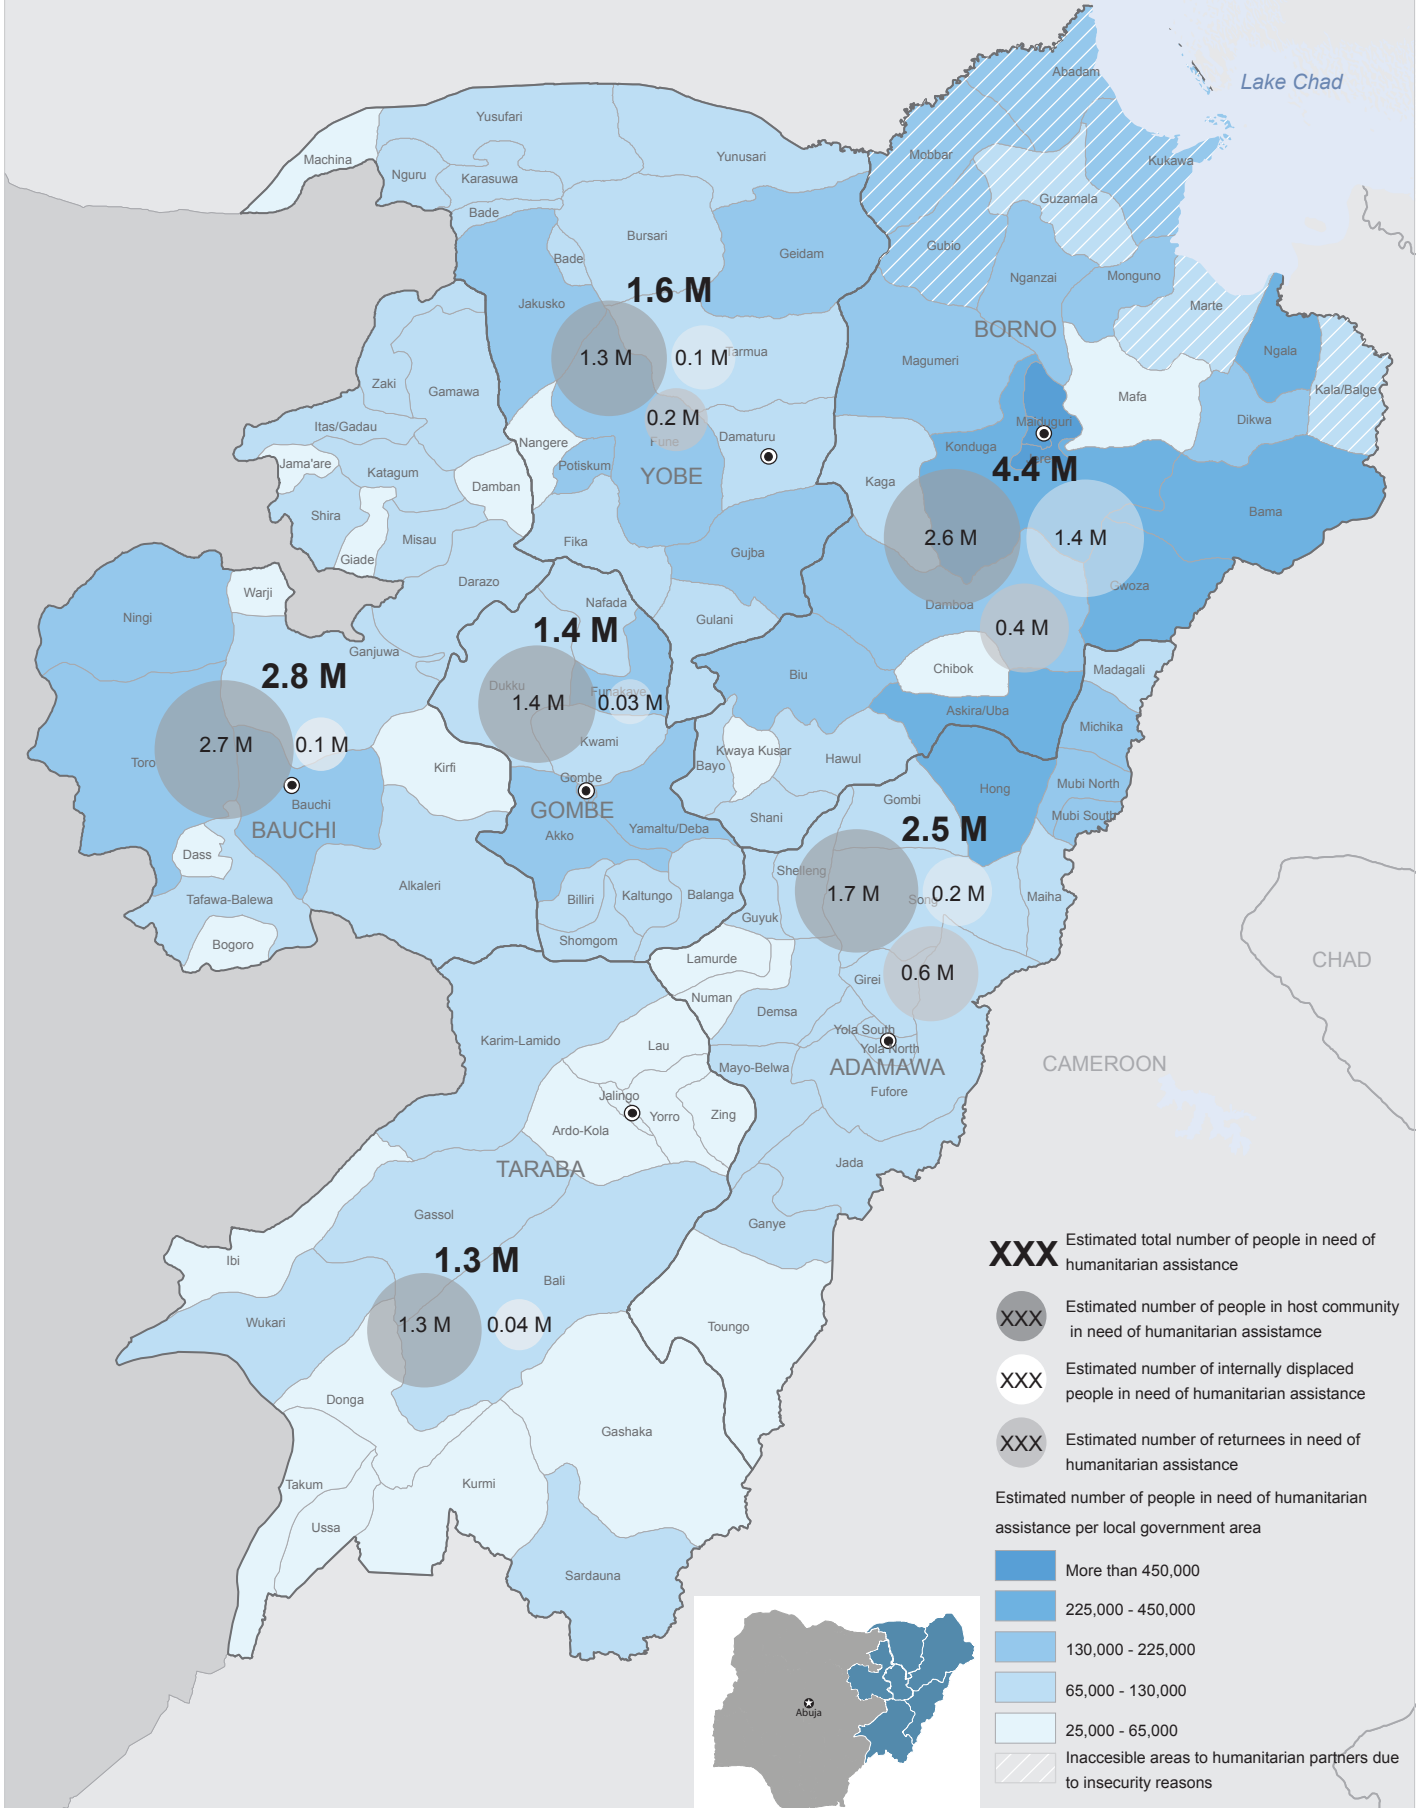 Lake Chad
Abadam
Yusufari
Machina
Yunusari
Mobbar
Kukawa
Nguru
Karasuwa
Guzamala
Bade
Bursari
Gubio
Geidam
Bade
Nganzai
Monguno
1.6 M
Jakusko
Marte
BORNO
1.3 M
0.1 M
Tarmua
Ngala
Magumeri
Zaki
Gamawa
Kala/Balge
Mafa
0.2 M
Itas/Gadau
Maiduguri
Dikwa
Nangere
Fune
Damaturu
Konduga
Jere
Jama'are
Potiskum
4.4 M
Katagum
YOBE
Kaga
Damban
Shira
Bama
Misau
Fika
2.6 M
1.4 M
Giade
Gujba
Darazo
Gwoza
Warji
Nafada
Damboa
Ningi
Gulani
1.4 M
0.4 M
Ganjuwa
2.8 M
Chibok
Madagali
Biu
Dukku
Funakaye
1.4 M
0.03 M
Askira/Uba
Michika
2.7 M
0.1 M
Kwami
Kwaya Kusar
Toro
Kirfi
Bayo
Hawul
Gombe
Mubi North
Hong
Bauchi
GOMBE
Gombi
BAUCHI
Shani
Mubi South
2.5 M
Akko
Yamaltu/Deba
Dass
Shelleng
Alkaleri
1.7 M
Song
0.2 M
Maiha
Tafawa-Balewa
Billiri
Kaltungo
Balanga
Guyuk
Bogoro
Shomgom
Lamurde
CHAD
Girei
0.6 M
Numan
Demsa
Yola South
Karim-Lamido
Lau
Yola North
Mayo-Belwa
ADAMAWA
CAMEROON
Fufore
Jalingo
Yorro
Zing
Ardo-Kola
TARABA
Jada
Gassol
Ganye
Ibi
1.3 M
Bali
Wukari
1.3 M
0.04 M
Toungo
Donga
Gashaka
Takum
Kurmi
Ussa
Sardauna
XXX
Estimated total number of people in need of
humanitarian assistance
XXX
Estimated number of people in host community
in need of humanitarian assistamce
XXX
Estimated number of internally displaced
people in need of humanitarian assistance
XXX
Estimated number of returnees in need of
humanitarian assistance
Estimated number of people in need of humanitarian
assistance per local government area
More than 450,000
225,000 - 450,000
130,000 - 225,000
65,000 - 130,000
25,000 - 65,000
Inaccesible areas to humanitarian partners due
to insecurity reasons
Abuja